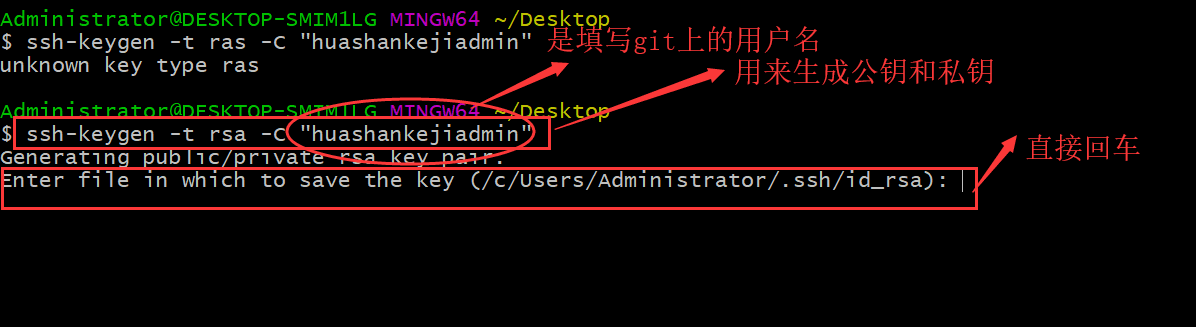 Administrator@DESKTOP-SMIM1LG MINGW64 ~/Desktop
$ ssh-keygen -t ras -C "huashankejiadmin"
是填写git上的用户名
unknown key type ras
用来生成公钥和私钥
Administrator@DESKTOP-SMIM1LG MINGW64 ~/Desktop
$ ssh-keygen -t rsa -C "huashankejiadmin"
直接回车
Generating public/private rsa key pair.
Enter file in which to save the key (/c/Users/Administrator/.ssh/id_rsa):